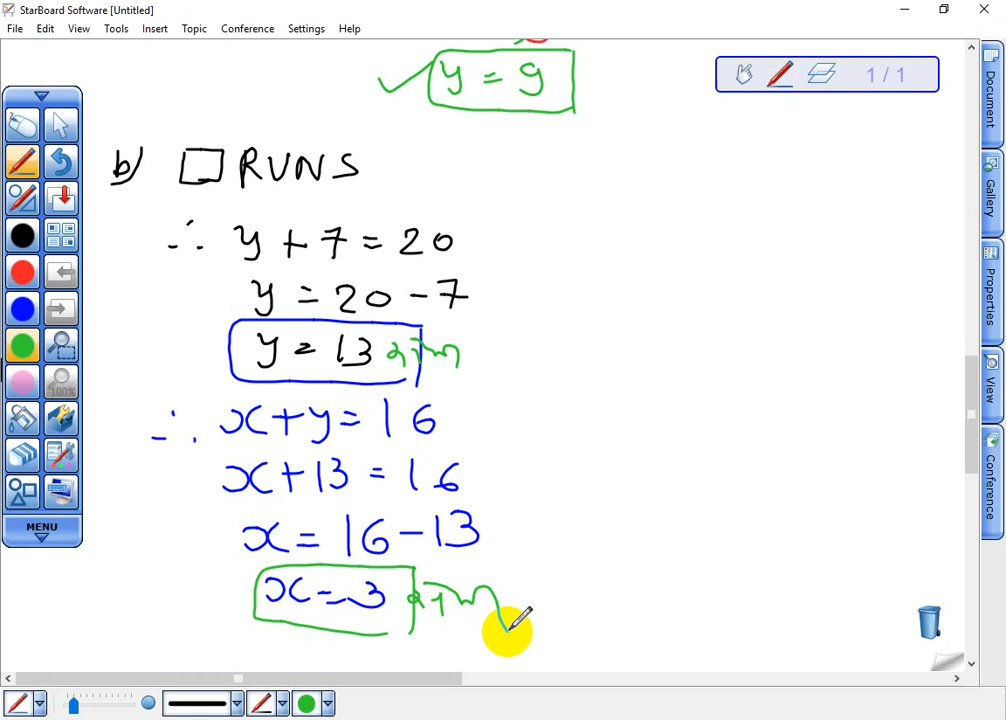 StarBoard Software [Untitled]
File Edit View Tools Insert Topic Conference Settings Help
y = 9
1 / 1
b) □ RUNS
∴ y + 7 = 20
y = 20 - 7
y = 13
∴ x + y = 16
x + 13 = 16
x = 16 - 13
x = 3
100%
MENU
Document
Gallery
Properties
View
Conference